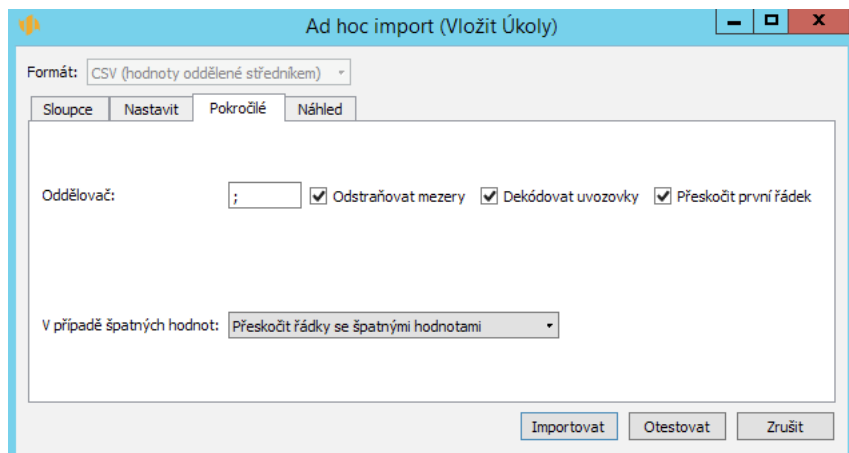 Ad hoc import (Vložit Úkoly)
Formát: CSV (hodnoty oddělené středníkem)
Sloupce Nastavit Pokročilé Náhled
Oddělovač: ; Odstraňovat mezery Dekódovat uvozovky Přeskočit první řádek
V případě špatných hodnot: Přeskočit řádky se špatnými hodnotami
Importovat Otestovat Zrušit